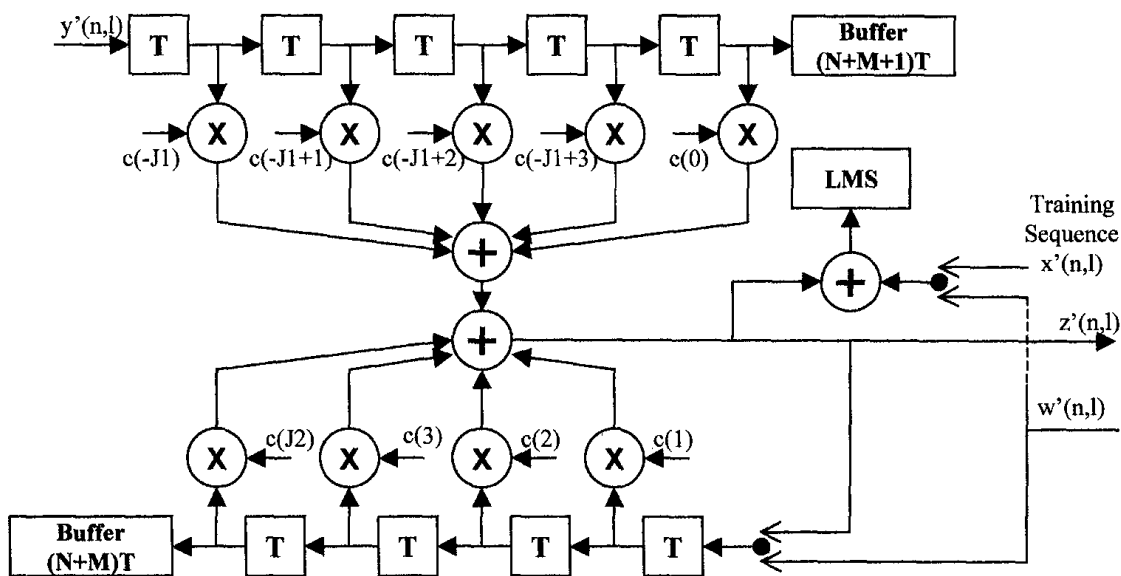 y'(n,l)
T
T
T
T
T
Buffer
(N+M+1)T
X
X
X
X
X
c(-J1)
c(-J1+1)
c(-J1+2)
c(-J1+3)
c(0)
LMS
Training
Sequence
x'(n,l)
+
+
+
z'(n,l)
w'(n,l)
X
c(J2)
X
c(3)
X
c(2)
X
c(1)
Buffer
(N+M)T
T
T
T
T